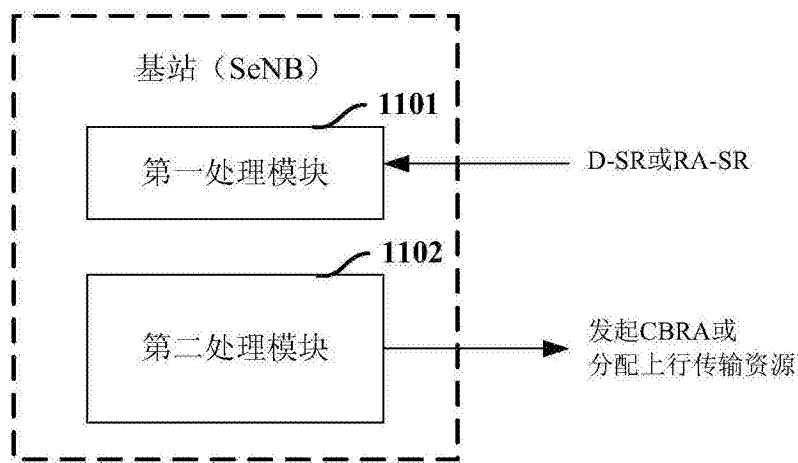 基站（SeNB）
1101
第一处理模块
D-SR或RA-SR
1102
第二处理模块
发起CBRA或
分配上行传输资源